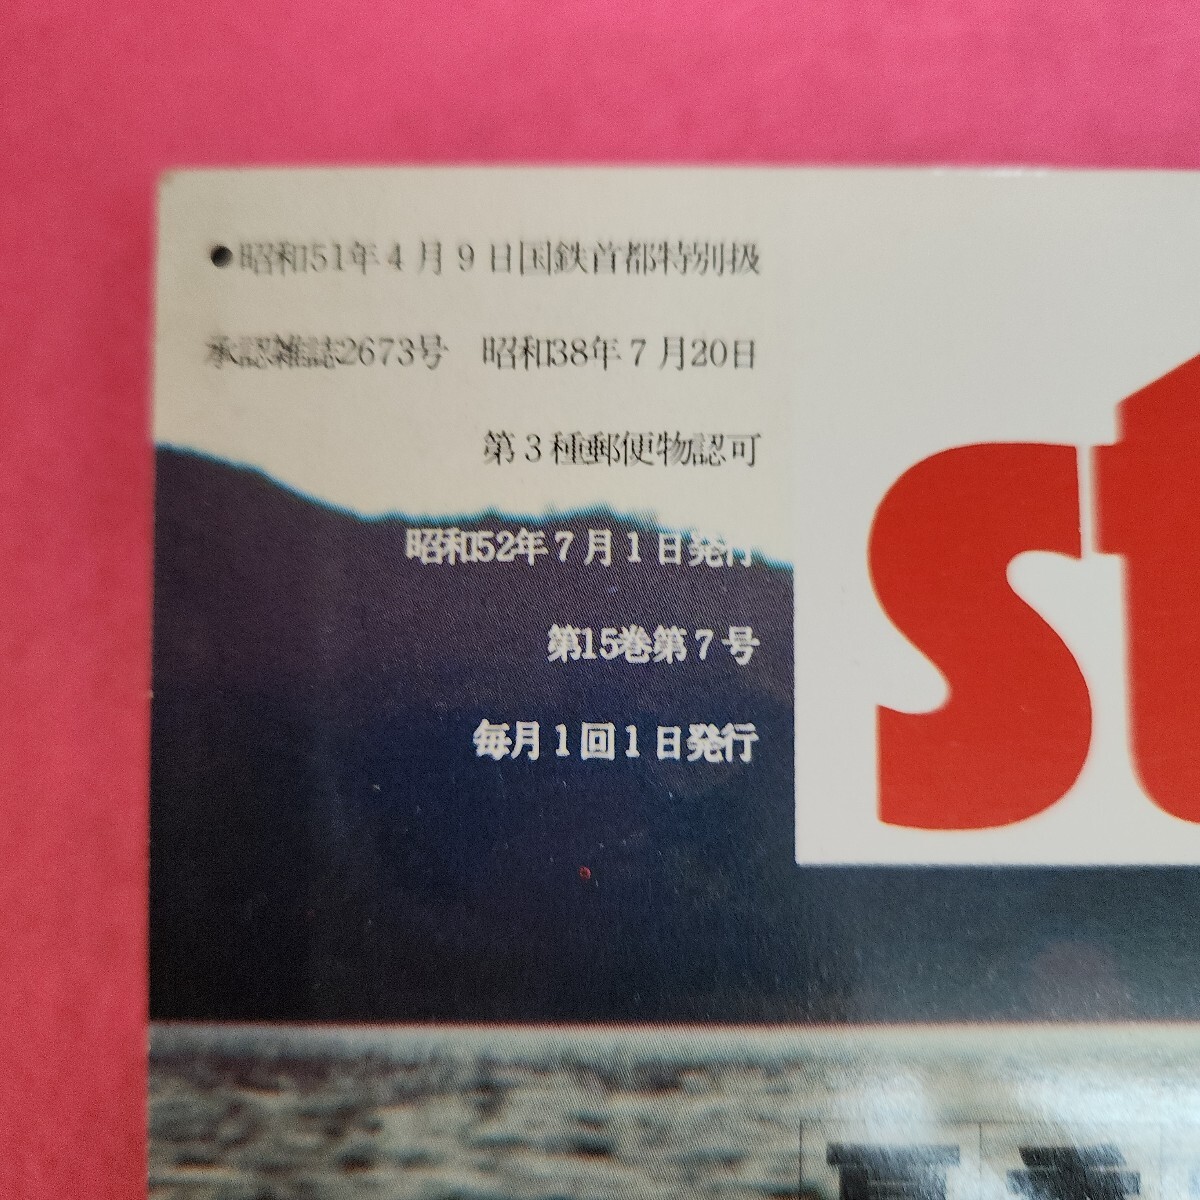 ●昭和51年4月9日国鉄首都特別扱
承認雑誌2673号 昭和38年7月20日
第3種郵便物認可
昭和52年7月1日発行
第15巻第7号
毎月1回1日発行
st